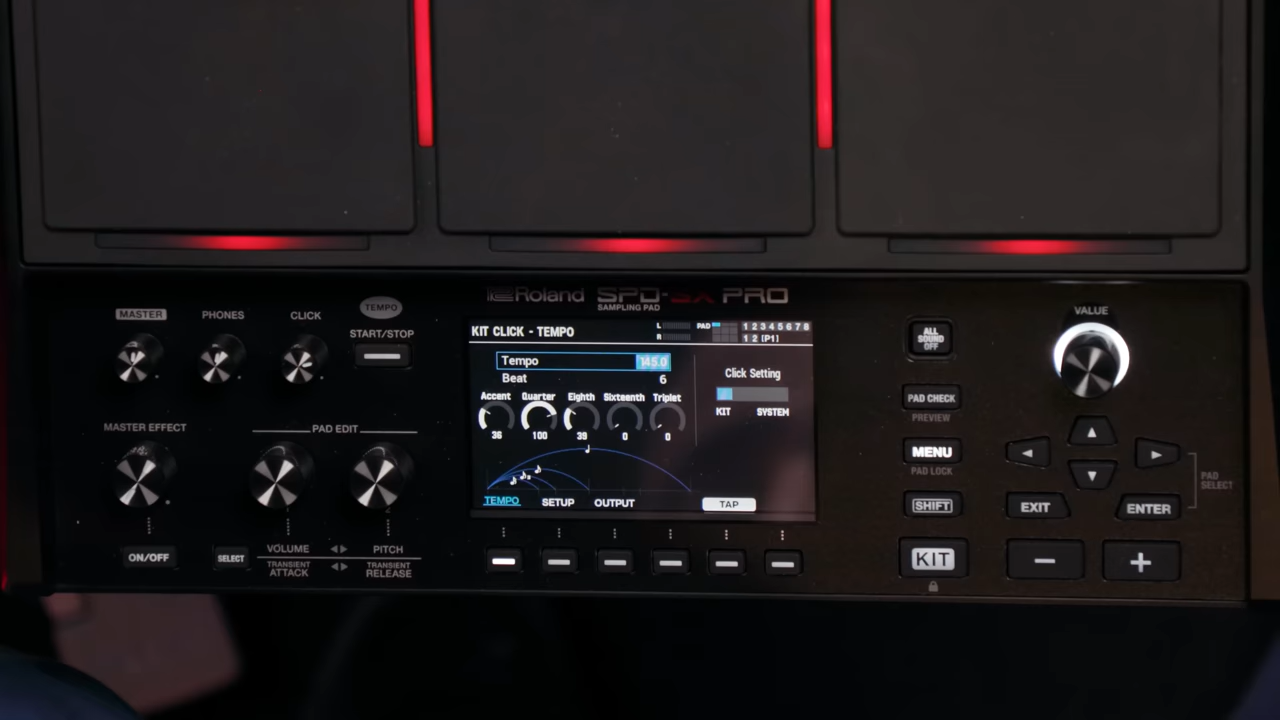 Roland SPD-SX PRO
SAMPLING PAD
MASTER PHONES CLICK
TEMPO
START/STOP
MASTER EFFECT
PAD EDIT
ON/OFF
SELECT
VOLUME ◀ ▶ PITCH
TRANSIENT ATTACK ◀ ▶ TRANSIENT RELEASE
KIT CLICK - TEMPO
L
R
PAD
1 2 3 4 5 6 7 8
1 2 [P1]
Tempo 145.0
Beat 6
Accent Quarter Eighth Sixteenth Triplet
36 100 39 0 0
Click Setting
KIT SYSTEM
TEMPO SETUP OUTPUT TAP
ALL
SOUND
OFF
PAD CHECK
PREVIEW
MENU
PAD LOCK
SHIFT
KIT
VALUE
PAD
SELECT
EXIT
ENTER
− +